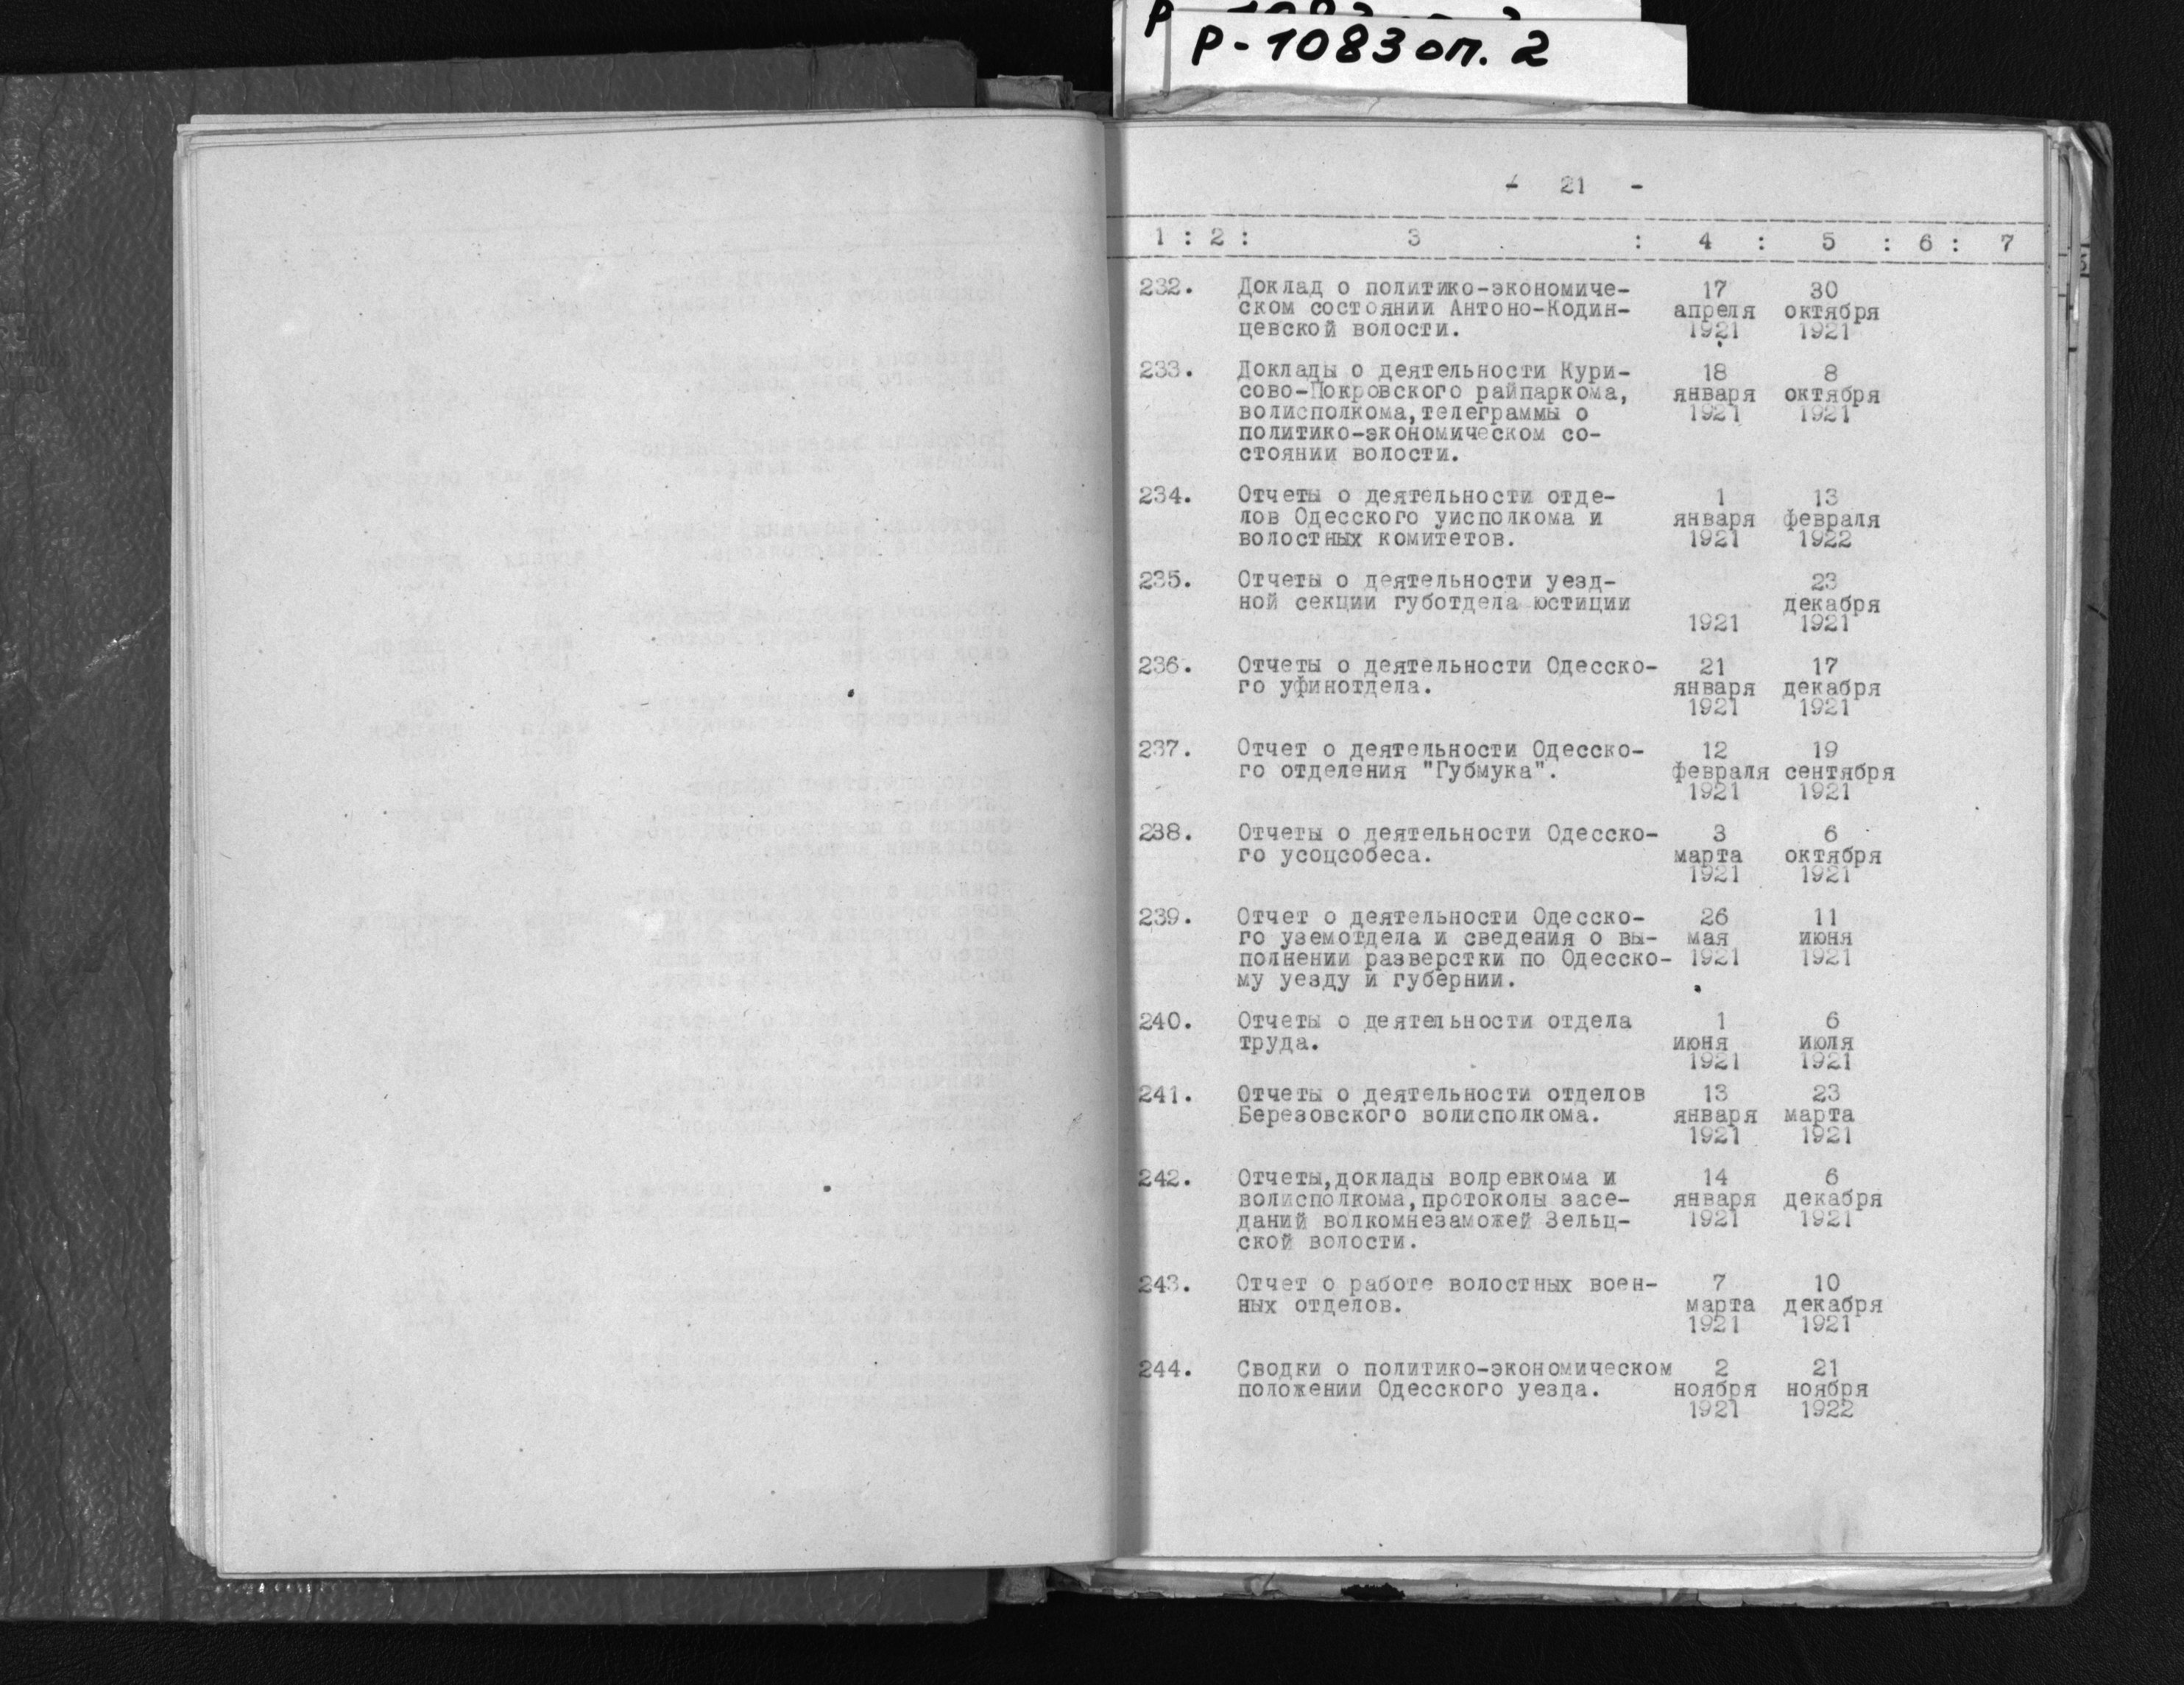 Р-1083 оп. 2
- 21 -
1 : 2 : 3 : 4 : 5 : 6 : 7
232. Доклад о политико-экономиче- 17 30
ском состоянии Антоно-Кодин- апреля октября
цевской волости. 1921 1921
233. Доклады о деятельности Кури- 18 8
сово-Покровского райпаркома, января октября
волисполкома,телеграммы о 1921 1921
политико-экономическом со-
стоянии волости.
234. Отчеты о деятельности отде- 1 13
лов Одесского уисполкома и января февраля
волостных комитетов. 1921 1922
235. Отчеты о деятельности уезд- 23
ной секции губотдела юстиции декабря
1921 1921
236. Отчеты о деятельности Одесско- 21 17
го уфинотдела. января декабря
1921 1921
237. Отчет о деятельности Одесско- 12 19
го отделения "Губмука". февраля сентября
1921 1921
238. Отчеты о деятельности Одесско- 3 6
го усоцсобеса. марта октября
1921 1921
239. Отчет о деятельности Одесско- 26 11
го уземотдела и сведения о вы- мая июня
полнении разверстки по Одесско- 1921 1921
му уезду и губернии.
240. Отчеты о деятельности отдела 1 6
труда. июня июля
1921 1921
241. Отчеты о деятельности отделов 13 23
Березовского волисполкома. января марта
1921 1921
242. Отчеты,доклады волревкома и 14 6
волисполкома,протоколы засе- января декабря
даний волкомнезаможей Зельц- 1921 1921
ской волости.
243. Отчет о работе волостных воен- 7 10
ных отделов. марта декабря
1921 1921
244. Сводки о политико-экономическом 2 21
положении Одесского уезда. ноября ноября
1921 1922